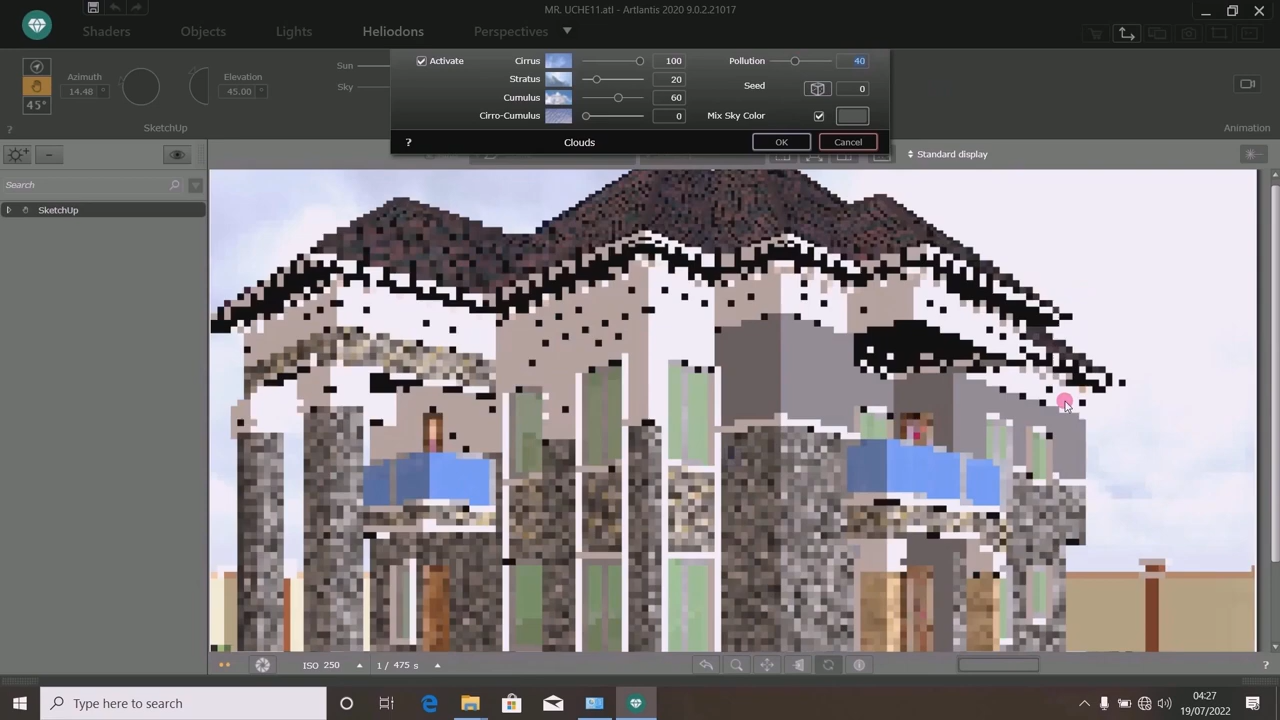 MR. UCHE11.atl - Artlantis 2020 9.0.2.21017
Shaders Objects Lights Heliodons Perspectives
Activate Cirrus 100 Pollution 40
Stratus 20 Seed 0
Cumulus 60
Cirro-Cumulus 0 Mix Sky Color
? Clouds OK Cancel
Azimuth Elevation Sun
14.48 45.00 Sky
45°
? SketchUp Animation
Standard display
Search
SketchUp
ISO 250 1 / 475 s ?
Type here to search
04:27
19/07/2022